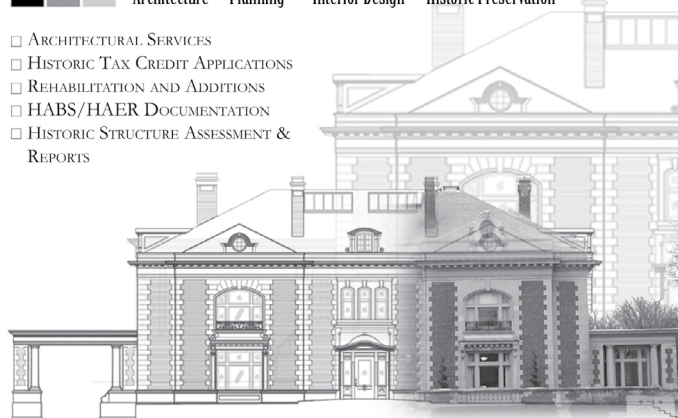 Architecture Planning Interior Design Historic Preservation
□ ARCHITECTURAL SERVICES
□ HISTORIC TAX CREDIT APPLICATIONS
□ REHABILITATION AND ADDITIONS
□ HABS/HAER DOCUMENTATION
□ HISTORIC STRUCTURE ASSESSMENT &
REPORTS